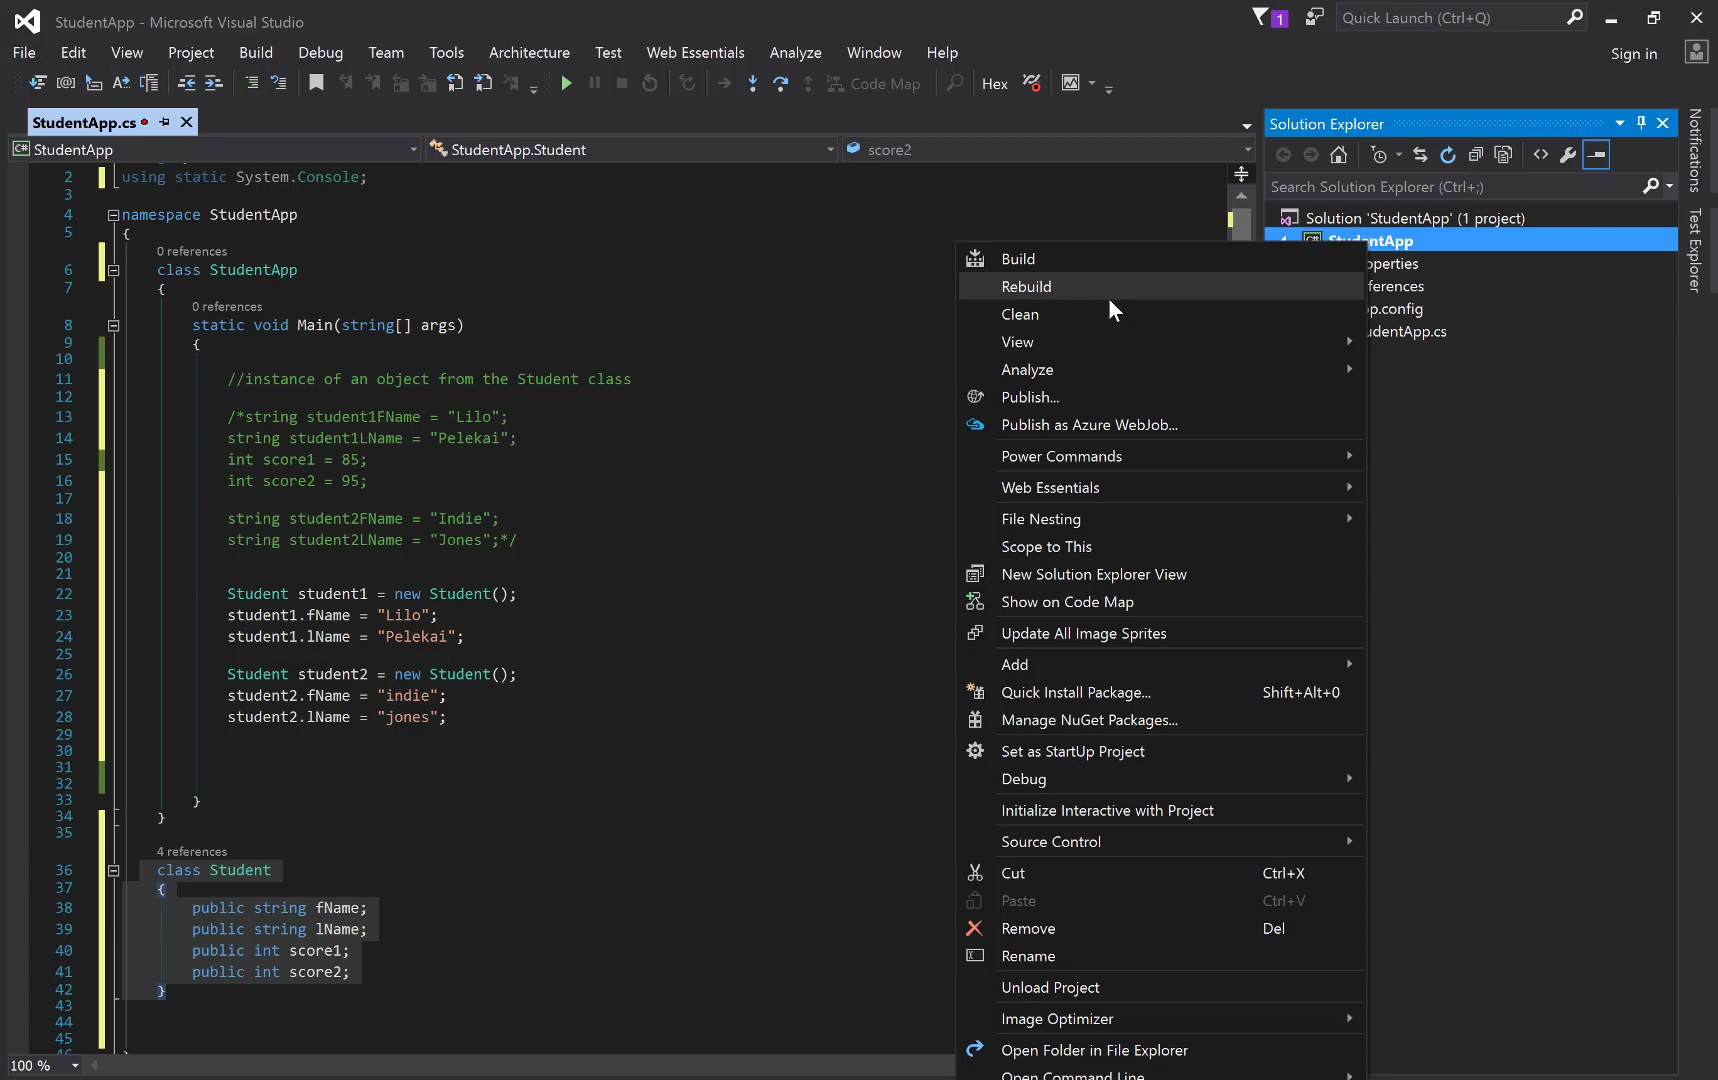 StudentApp - Microsoft Visual Studio
1
Quick Launch (Ctrl+Q)
File Edit View Project Build Debug Team Tools Architecture Test Web Essentials Analyze Window Help
Sign in
Code Map
Hex
StudentApp.cs
StudentApp
StudentApp.Student
score2
2 using static System.Console;
3
4 namespace StudentApp
5 {
0 references
6 class StudentApp
7 {
0 references
8 static void Main(string[] args)
9 {
10
11 //instance of an object from the Student class
12
13 /*string student1FName = "Lilo";
14 string student1LName = "Pelekai";
15 int score1 = 85;
16 int score2 = 95;
17
18 string student2FName = "Indie";
19 string student2LName = "Jones";*/
20
21
22 Student student1 = new Student();
23 student1.fName = "Lilo";
24 student1.lName = "Pelekai";
25
26 Student student2 = new Student();
27 student2.fName = "indie";
28 student2.lName = "jones";
29
30
31
32
33 }
34 }
35
4 references
36 class Student
37 {
38 public string fName;
39 public string lName;
40 public int score1;
41 public int score2;
42 }
43
44
45
100 %
Build
Rebuild
Clean
View
Analyze
Publish...
Publish as Azure WebJob...
Power Commands
Web Essentials
File Nesting
Scope to This
New Solution Explorer View
Show on Code Map
Update All Image Sprites
Add
Quick Install Package... Shift+Alt+0
Manage NuGet Packages...
Set as StartUp Project
Debug
Initialize Interactive with Project
Source Control
Cut Ctrl+X
Paste Ctrl+V
Remove Del
Rename
Unload Project
Image Optimizer
Open Folder in File Explorer
Open Command Line
Solution Explorer
Search Solution Explorer (Ctrl+;)
Solution 'StudentApp' (1 project)
StudentApp
operties
ferences
p.config
udentApp.cs
Notifications
Test Explorer